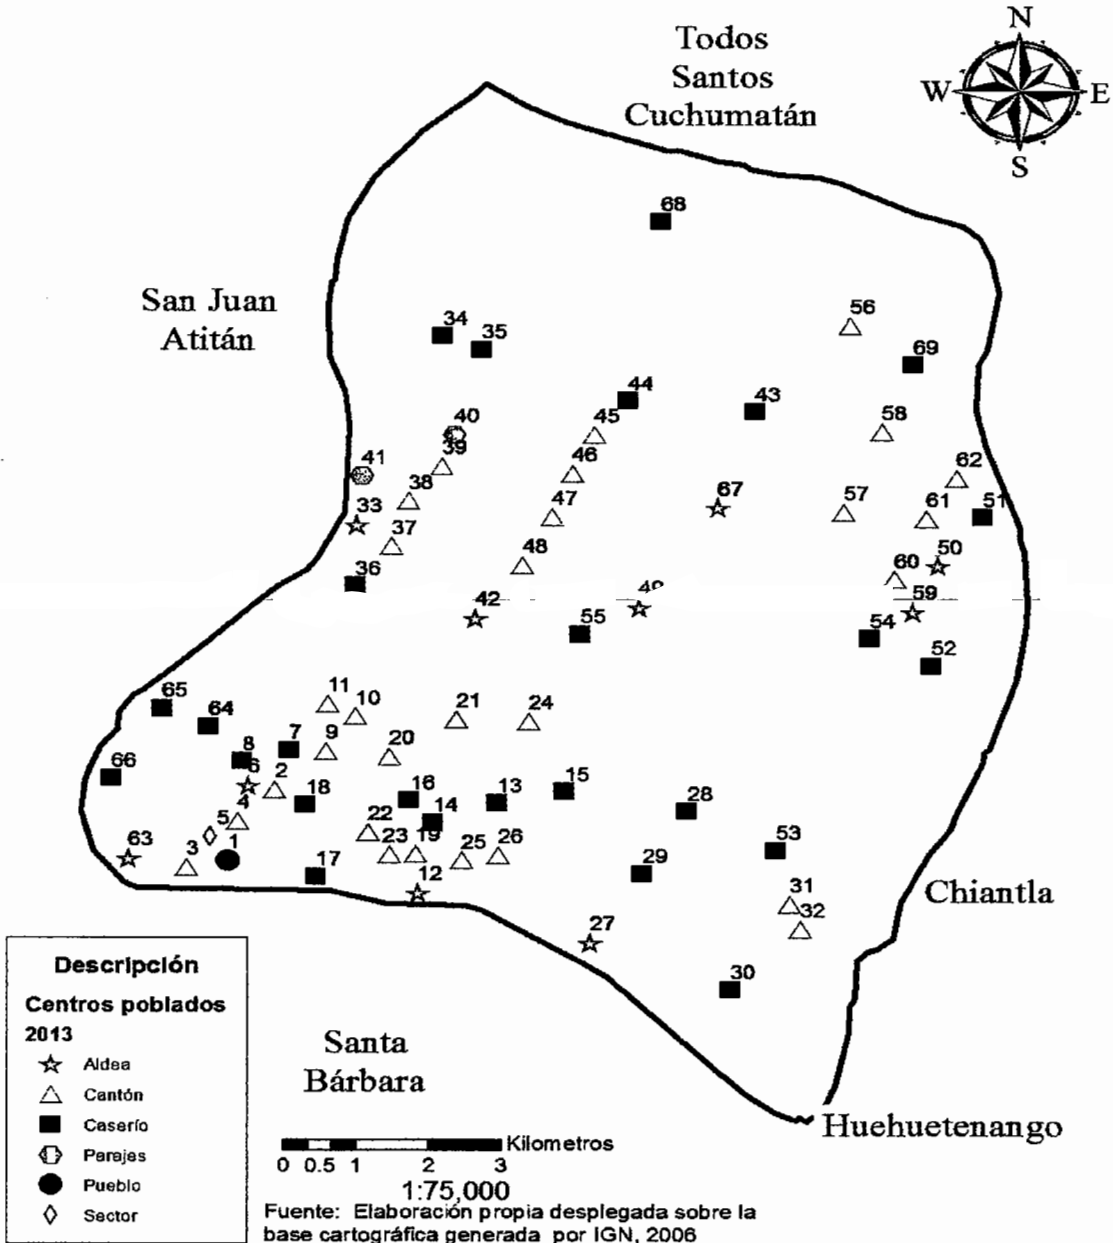 N
Todos
Santos
Cuchumatán
W E
S
68
San Juan
Atitán
34
35
56
69
44
43
40
45
58
39
41
46
62
38
67
33
47
57
61
51
37
48
50
36
60
42
49
59
55
54
52
65
11
10
21
24
64
7
9
20
8
66
6
2
18
16
13
15
28
4
14
5
22
53
63
3
1
23
19
25
26
17
12
29
31
32
Chiantla
27
30
Descripción
Centros poblados
2013
Aldea
Cantón
Caserío
Parajes
Pueblo
Sector
Santa
Bárbara
Huehuetenango
Kilometros
0 0.5 1 2 3
1:75,000
Fuente: Elaboración propia desplegada sobre la
base cartográfica generada por IGN, 2006